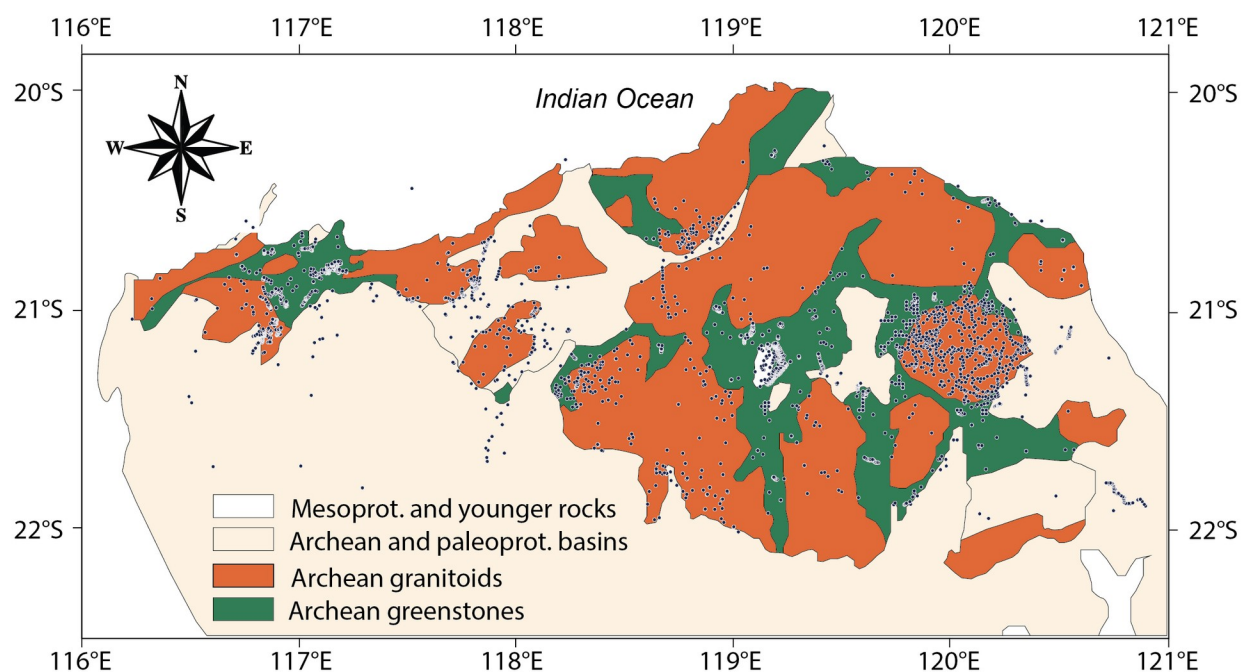 116°E 117°E 118°E 119°E 120°E 121°E
20°S 20°S
N
Indian Ocean
W E
S
21°S 21°S
Mesoprot. and younger rocks
22°S 22°S
Archean and paleoprot. basins
Archean granitoids
Archean greenstones
116°E 117°E 118°E 119°E 120°E 121°E